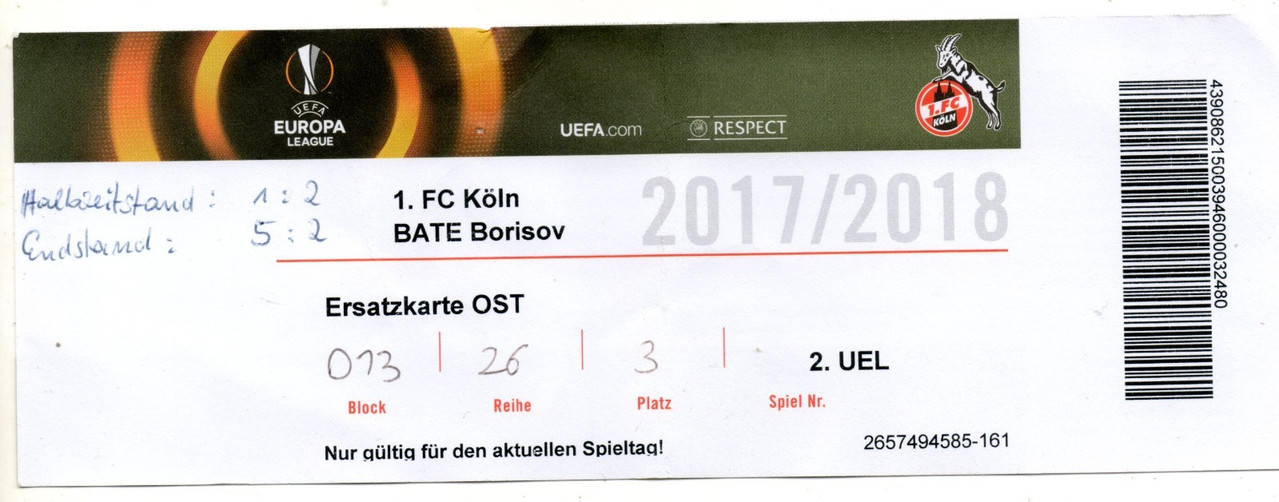 UEFA
EUROPA
LEAGUE
UEFA.com
RESPECT
1. FC
KÖLN
Halbzeitstand : 1 : 2
Endstand : 5 : 2
1. FC Köln
BATE Borisov
2017/2018
Ersatzkarte OST
013 26 3 2. UEL
Block Reihe Platz Spiel Nr.
Nur gültig für den aktuellen Spieltag!
2657494585-161
439086215003946000032480